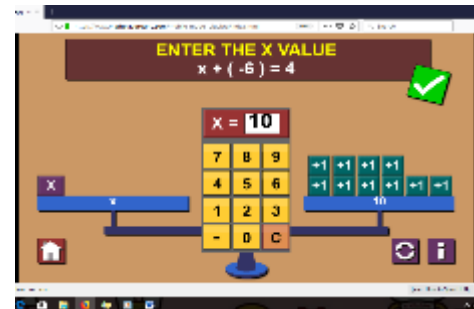 ENTER THE X VALUE
x + ( -6 ) = 4
X = 10
7 8 9
4 5 6
1 2 3
- 0 C
+1 +1 +1 +1
X +1 +1 +1 +1 +1 +1
x 10
i